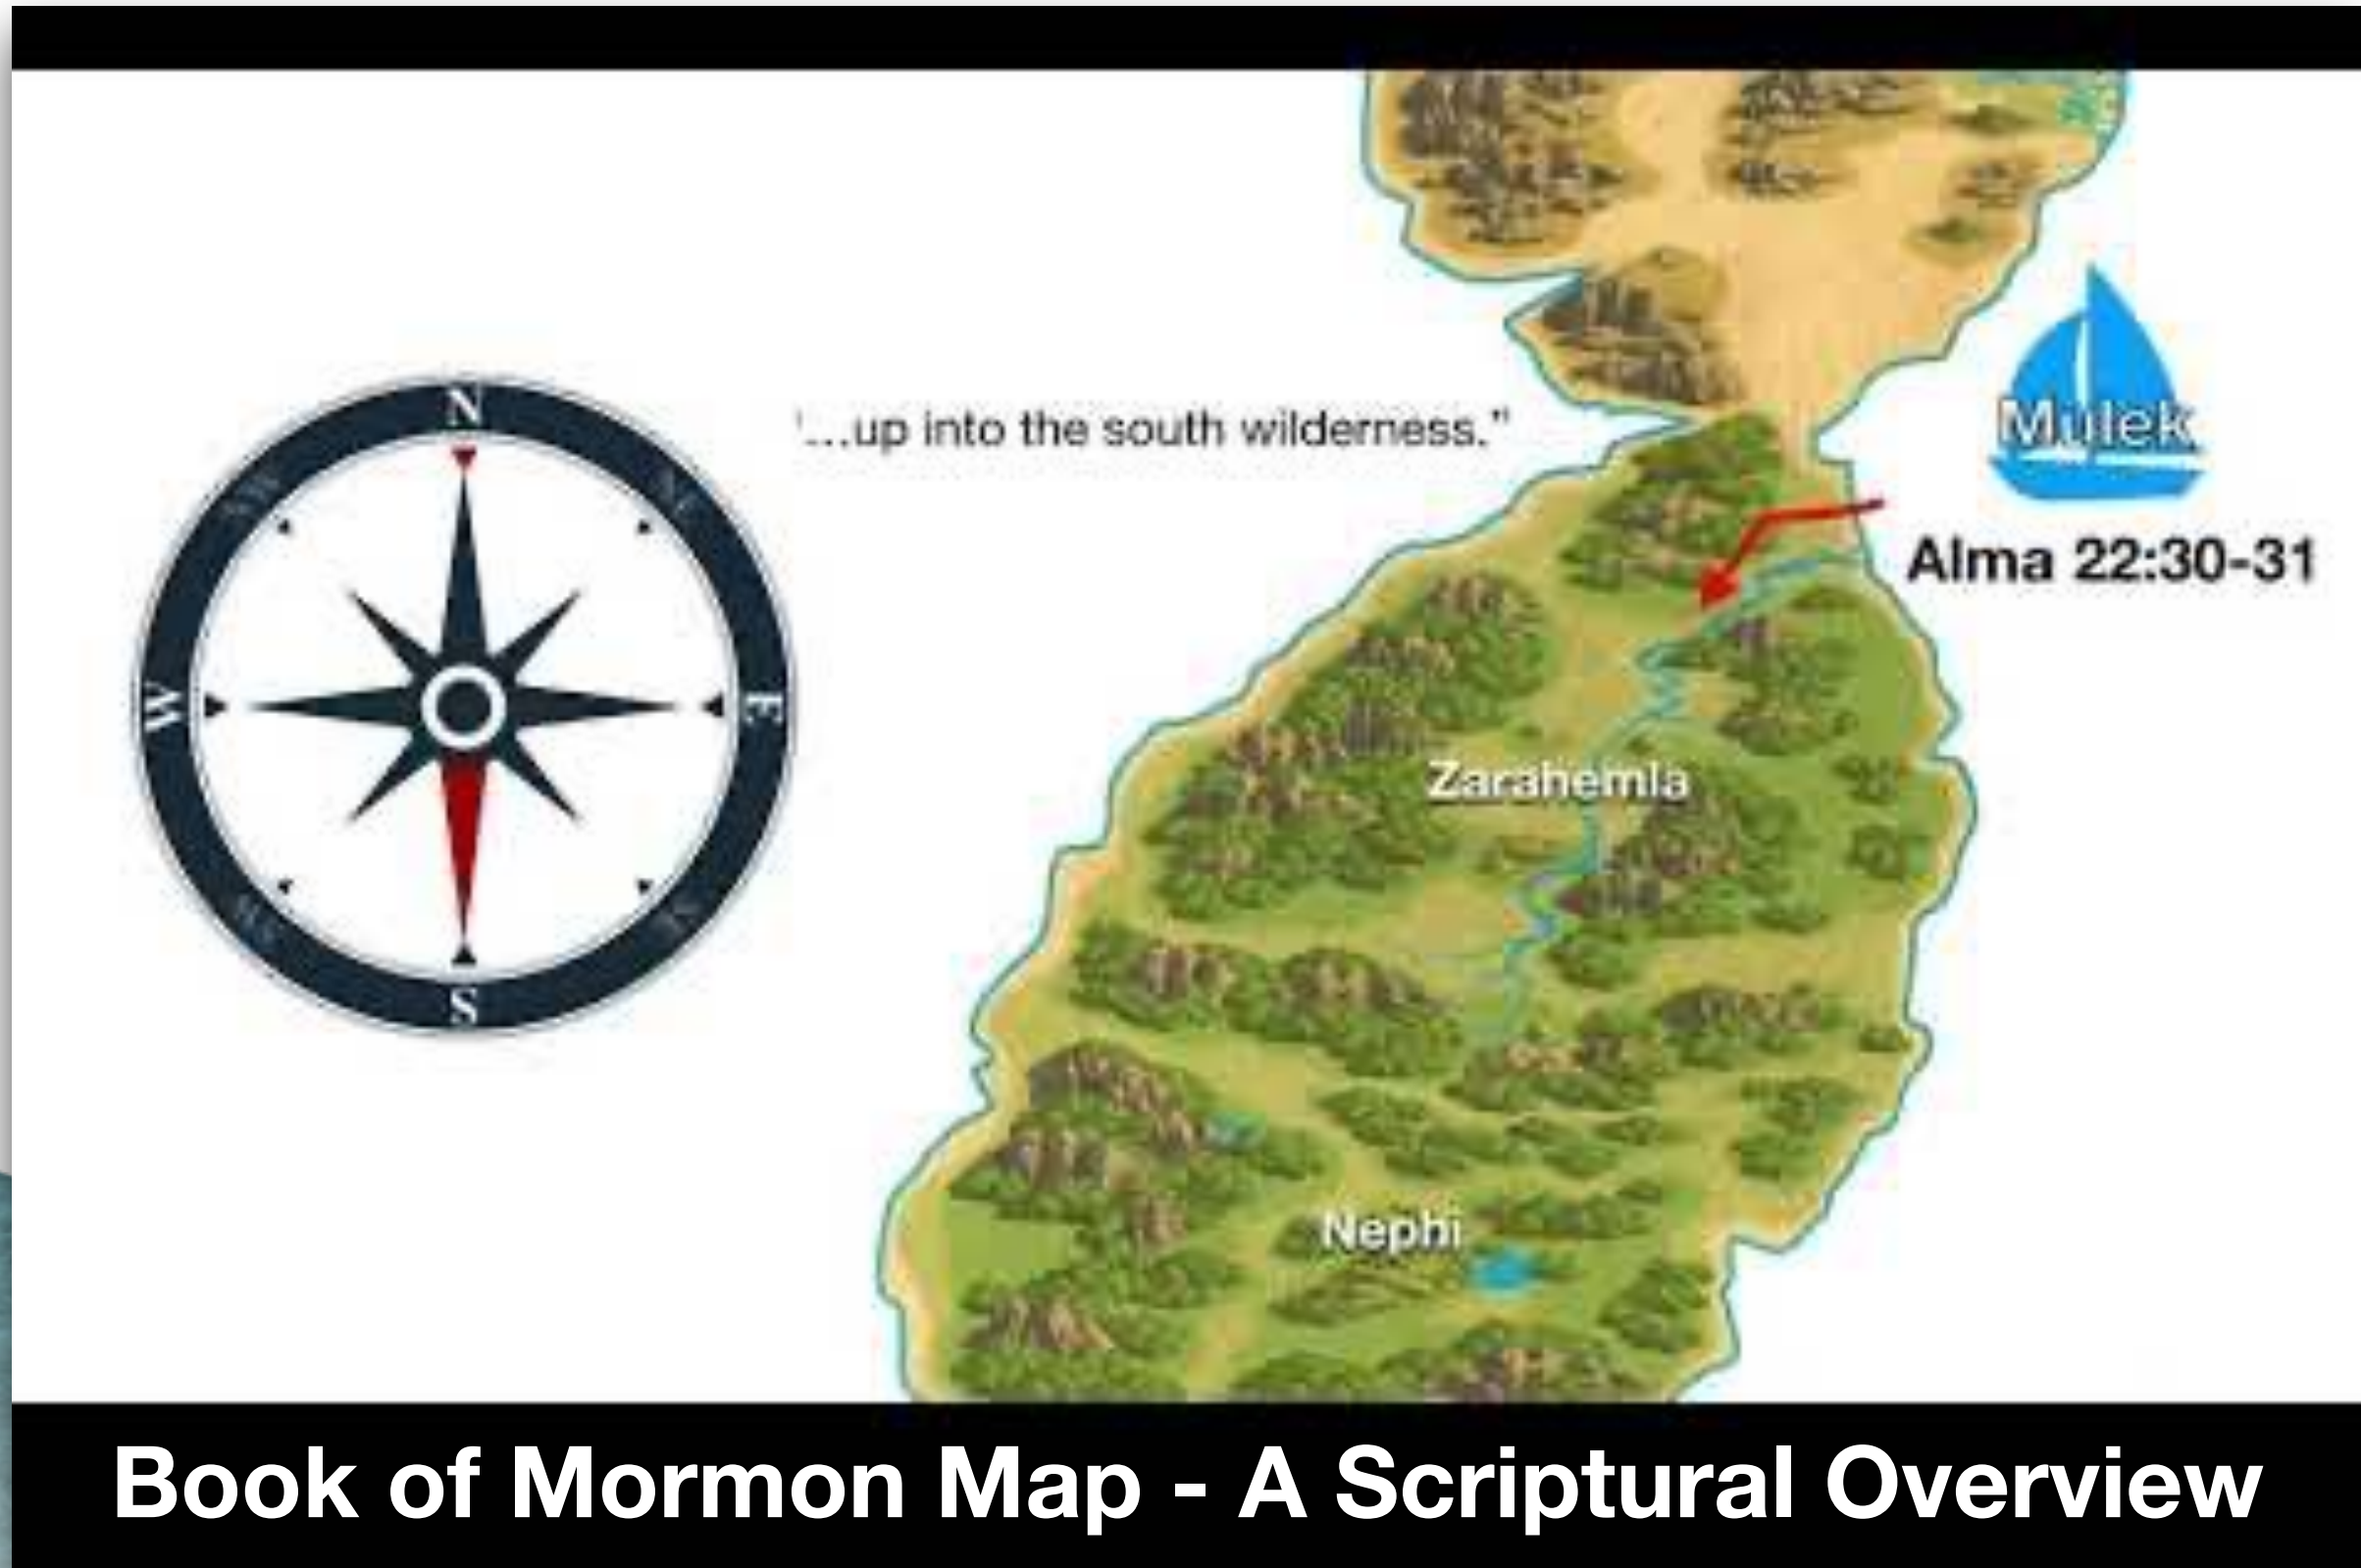 N
W
E
S
'...up into the south wilderness."
Mulek
Alma 22:30-31
Zarahemla
Nephi
Book of Mormon Map - A Scriptural Overview